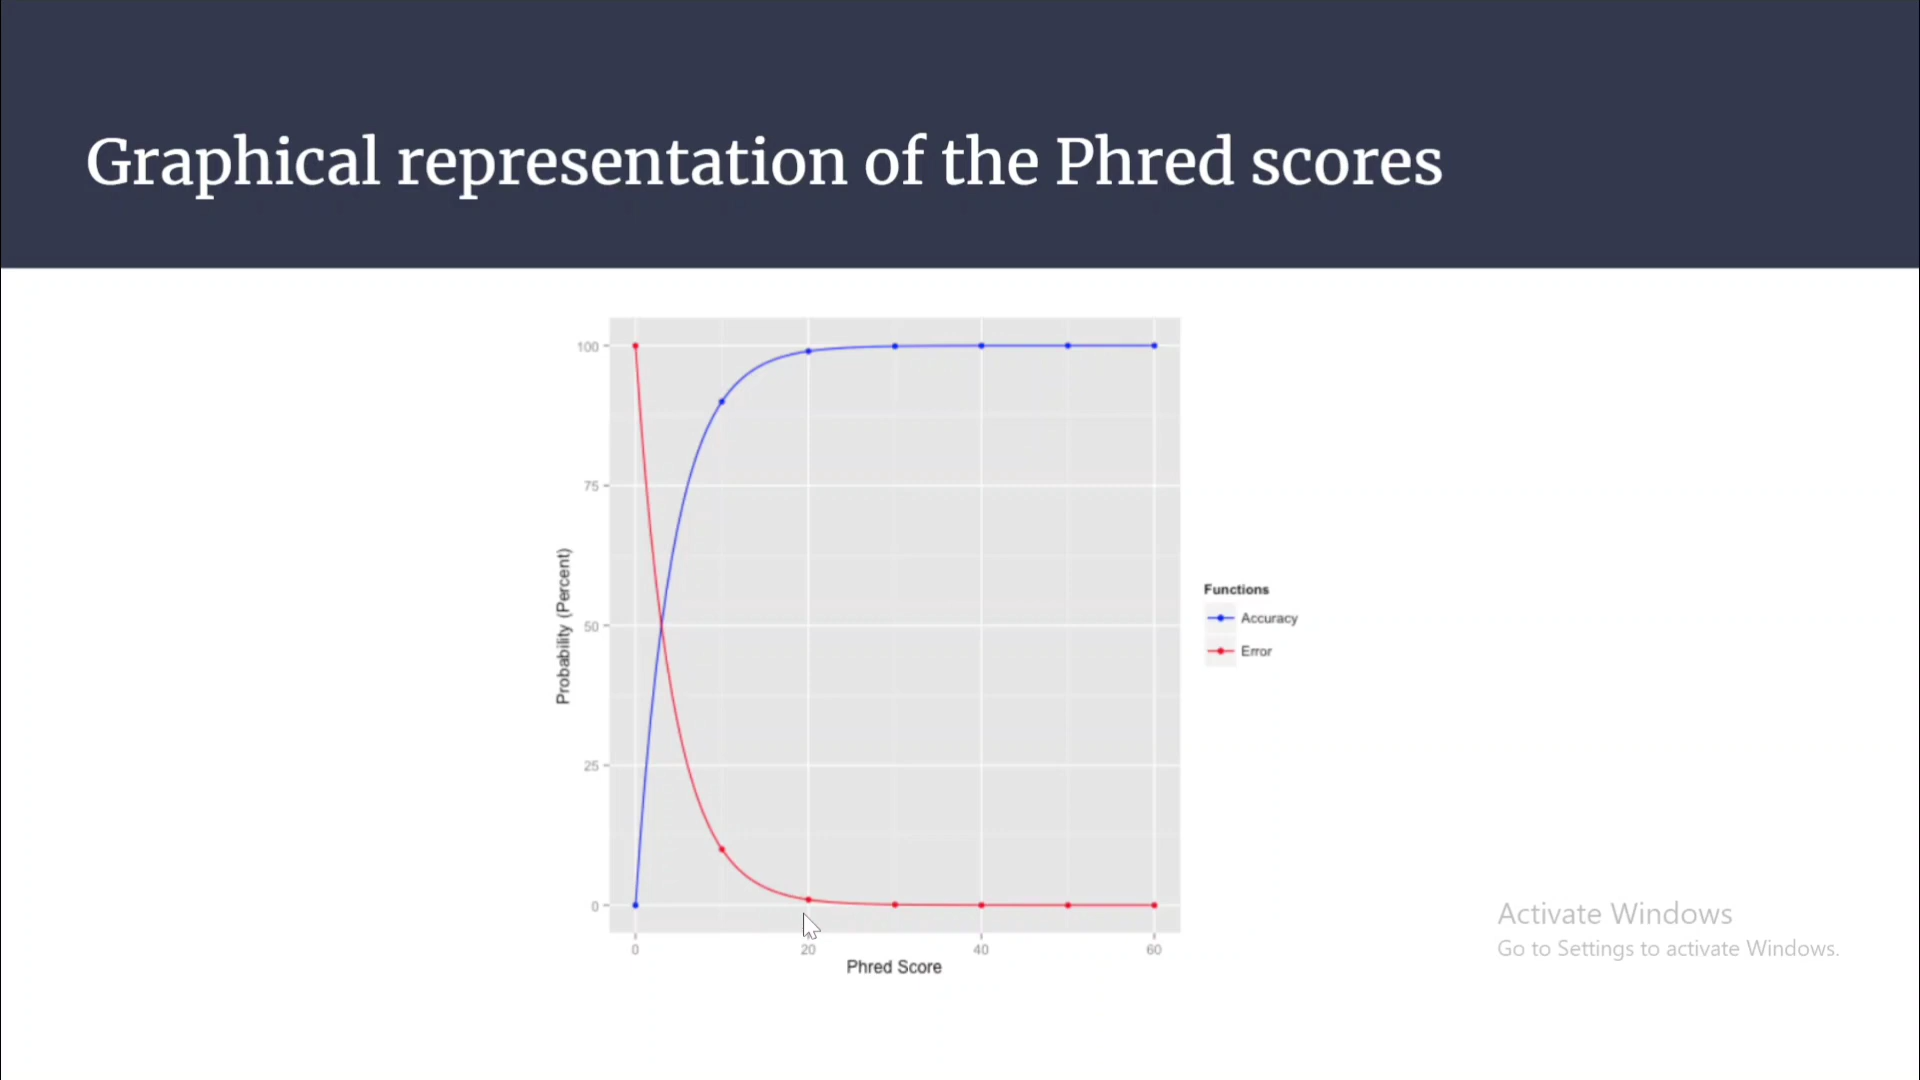 Graphical representation of the Phred scores
100
75
50
25
0
Probability (Percent)
0 20 40 60
Phred Score
Functions
Accuracy
Error
Activate Windows
Go to Settings to activate Windows.